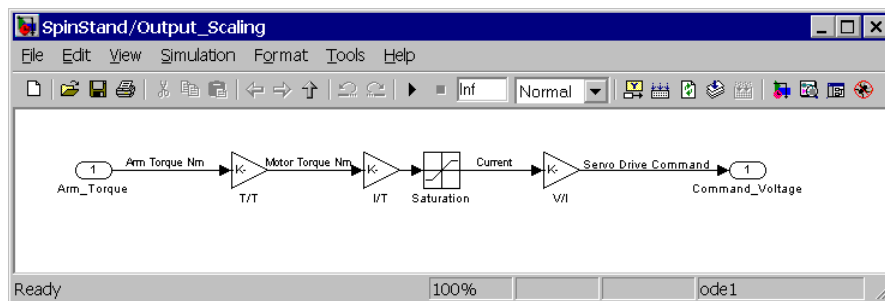 SpinStand/Output_Scaling
File Edit View Simulation Format Tools Help
Inf Normal
Arm Torque Nm Motor Torque Nm Current Servo Drive Command
1 K- K- K- 1
Arm_Torque T/T I/T Saturation V/I Command_Voltage
Ready 100% ode1